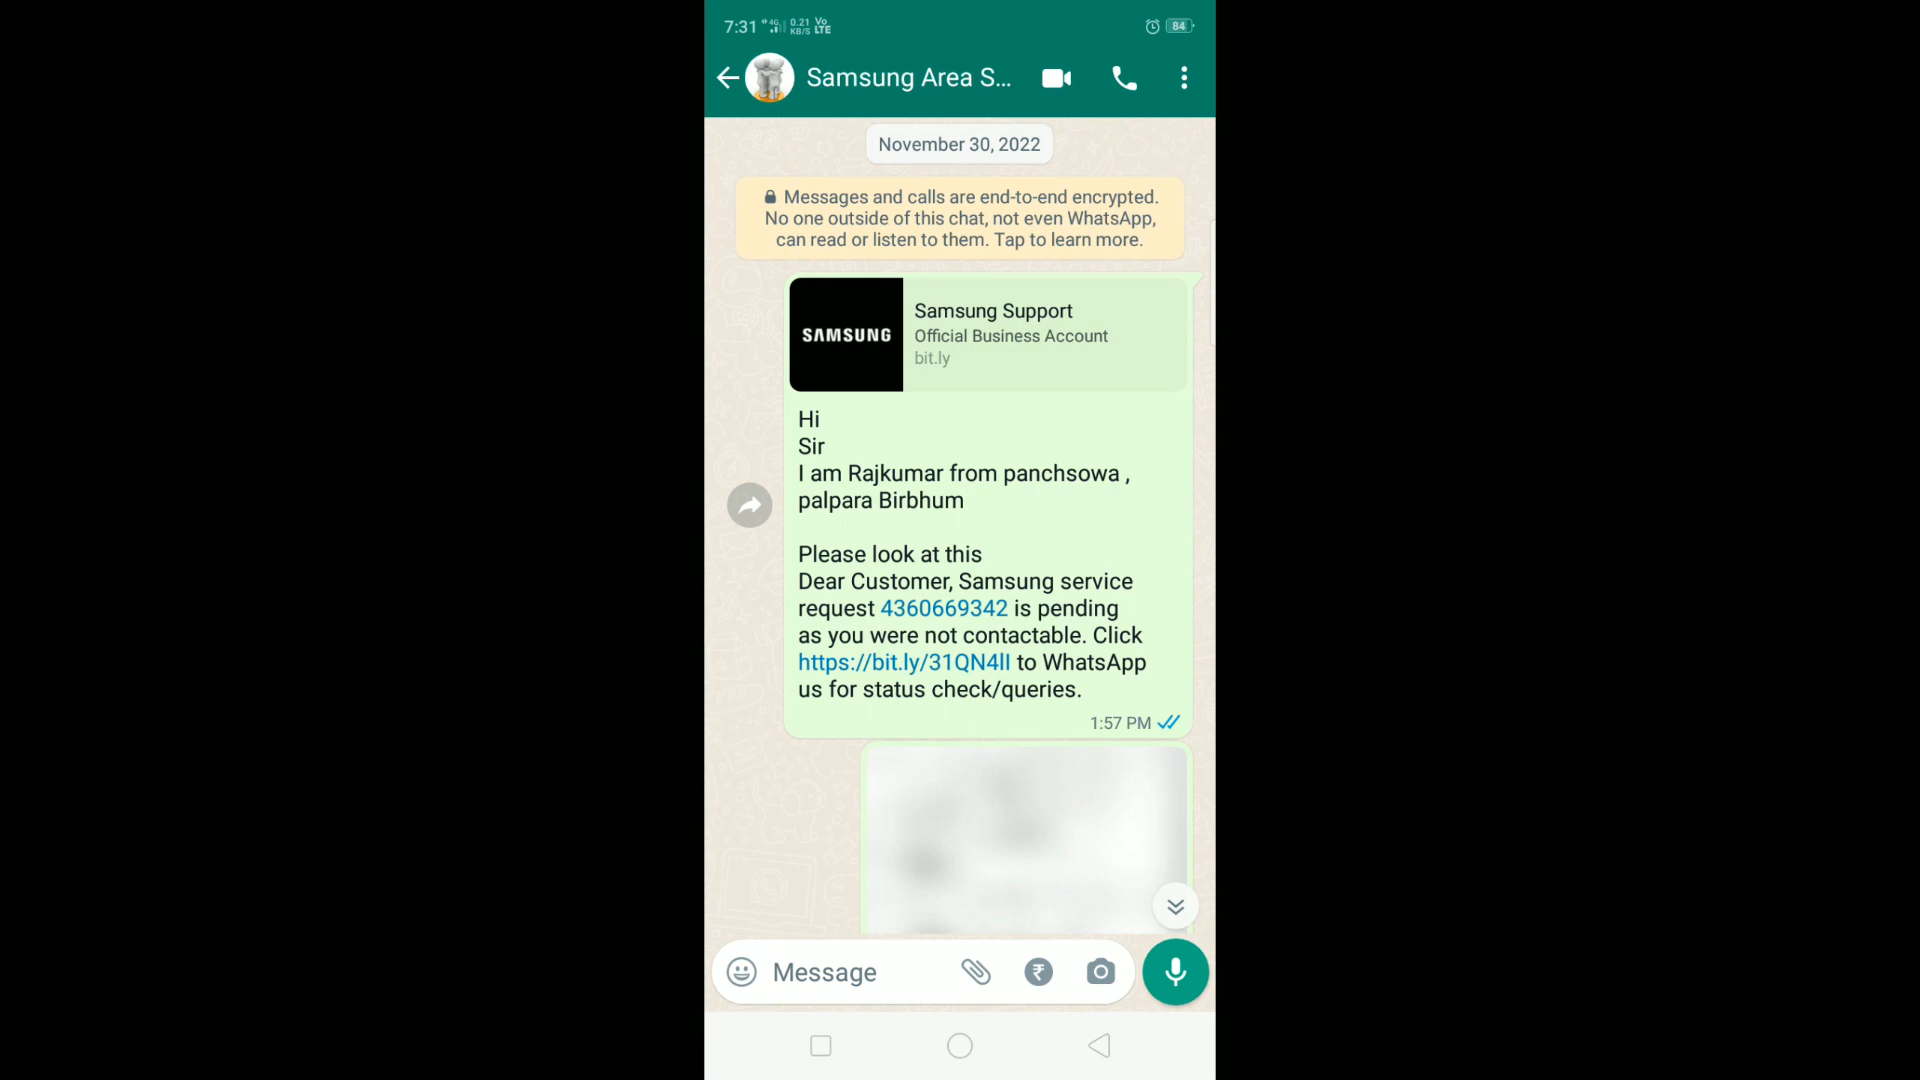 7:31 4G 0.21 KB/S Vo LTE 84
Samsung Area S...
November 30, 2022
Messages and calls are end-to-end encrypted.
No one outside of this chat, not even WhatsApp,
can read or listen to them. Tap to learn more.
SAMSUNG
Samsung Support
Official Business Account
bit.ly
Hi
Sir
I am Rajkumar from panchsowa ,
palpara Birbhum
Please look at this
Dear Customer, Samsung service
request 4360669342 is pending
as you were not contactable. Click
https://bit.ly/31QN4lI to WhatsApp
us for status check/queries.
1:57 PM
Message